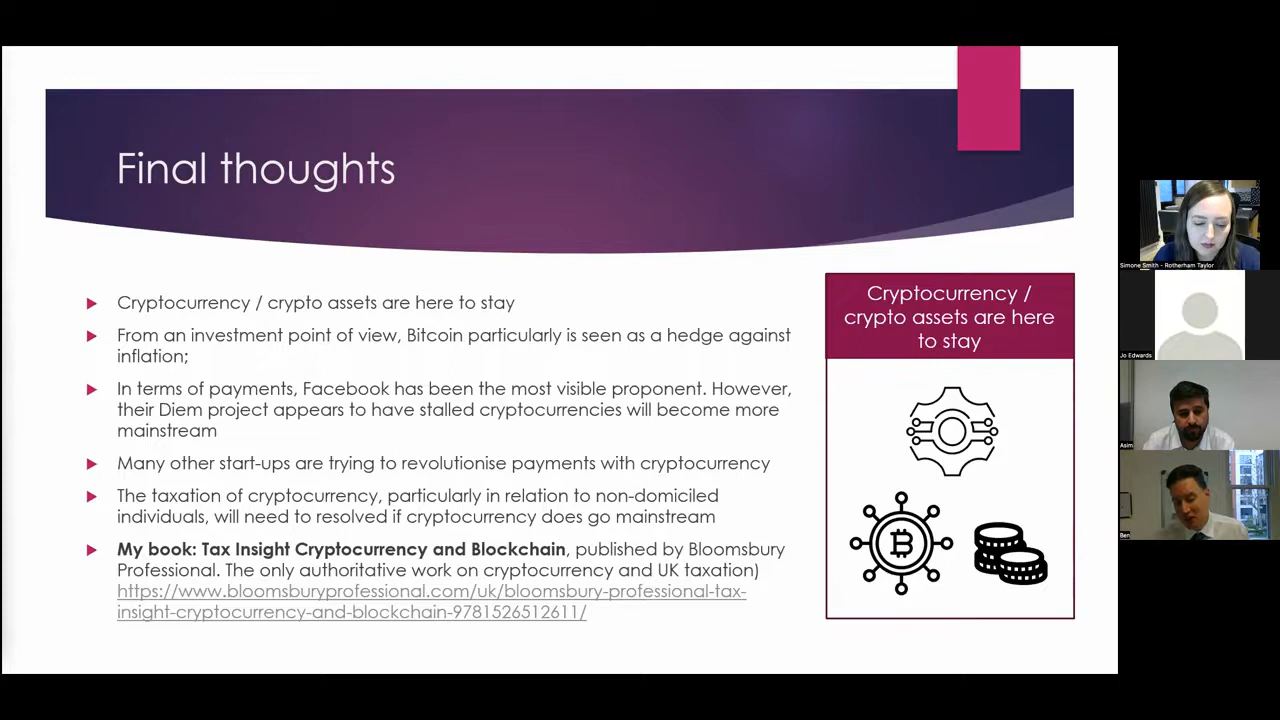 Final thoughts
Cryptocurrency / crypto assets are here to stay
From an investment point of view, Bitcoin particularly is seen as a hedge against
inflation;
In terms of payments, Facebook has been the most visible proponent. However,
their Diem project appears to have stalled cryptocurrencies will become more
mainstream
Many other start-ups are trying to revolutionise payments with cryptocurrency
The taxation of cryptocurrency, particularly in relation to non-domiciled
individuals, will need to resolved if cryptocurrency does go mainstream
My book: Tax Insight Cryptocurrency and Blockchain, published by Bloomsbury
Professional. The only authoritative work on cryptocurrency and UK taxation)
https://www.bloomsburyprofessional.com/uk/bloomsbury-professional-tax-
insight-cryptocurrency-and-blockchain-9781526512611/
Cryptocurrency /
crypto assets are here
to stay
Simone Smith - Rotherham Taylor
Jo Edwards
Asim
Ben